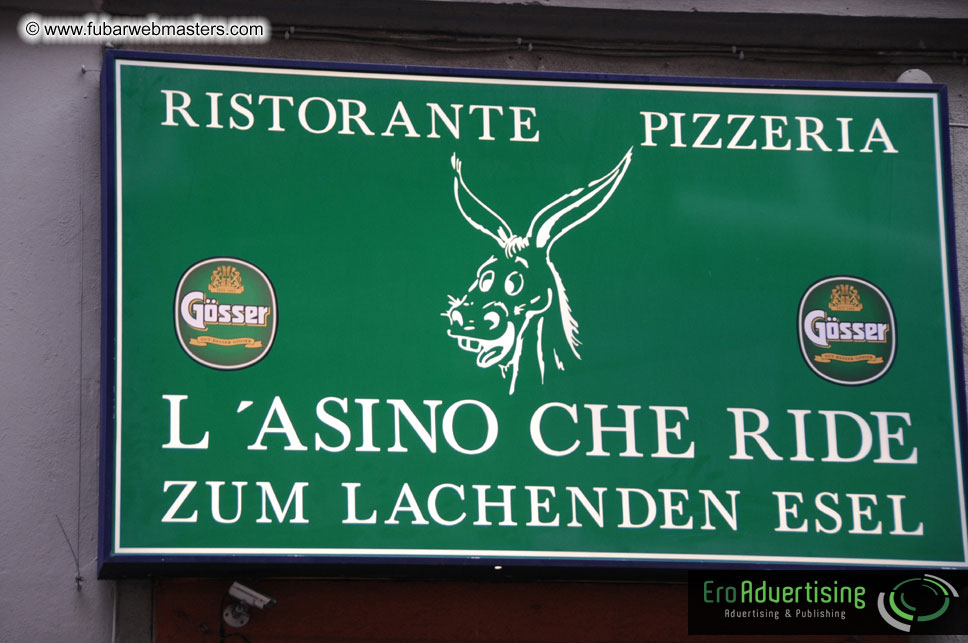 © www.fubarwebmasters.com
RISTORANTE PIZZERIA
Gösser
Gösser
L ´ASINO CHE RIDE
ZUM LACHENDEN ESEL
EroAdvertising
Advertising & Publishing